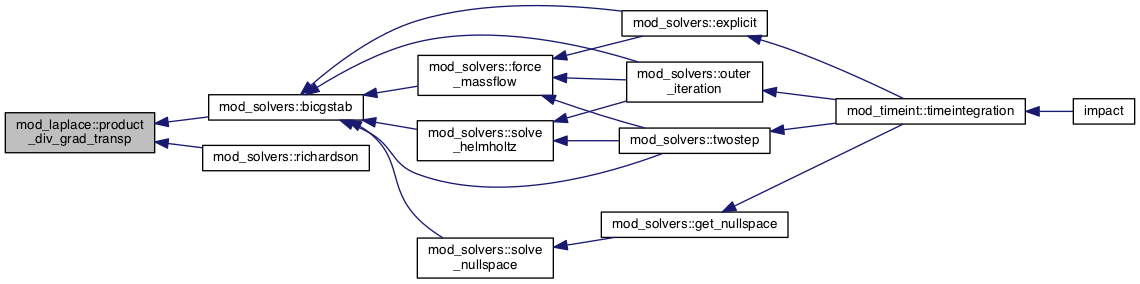 mod_laplace::product
_div_grad_transp
mod_solvers::bicgstab
mod_solvers::richardson
mod_solvers::force
_massflow
mod_solvers::solve
_helmholtz
mod_solvers::solve
_nullspace
mod_solvers::explicit
mod_solvers::outer
_iteration
mod_solvers::twostep
mod_solvers::get_nullspace
mod_timeint::timeintegration
impact